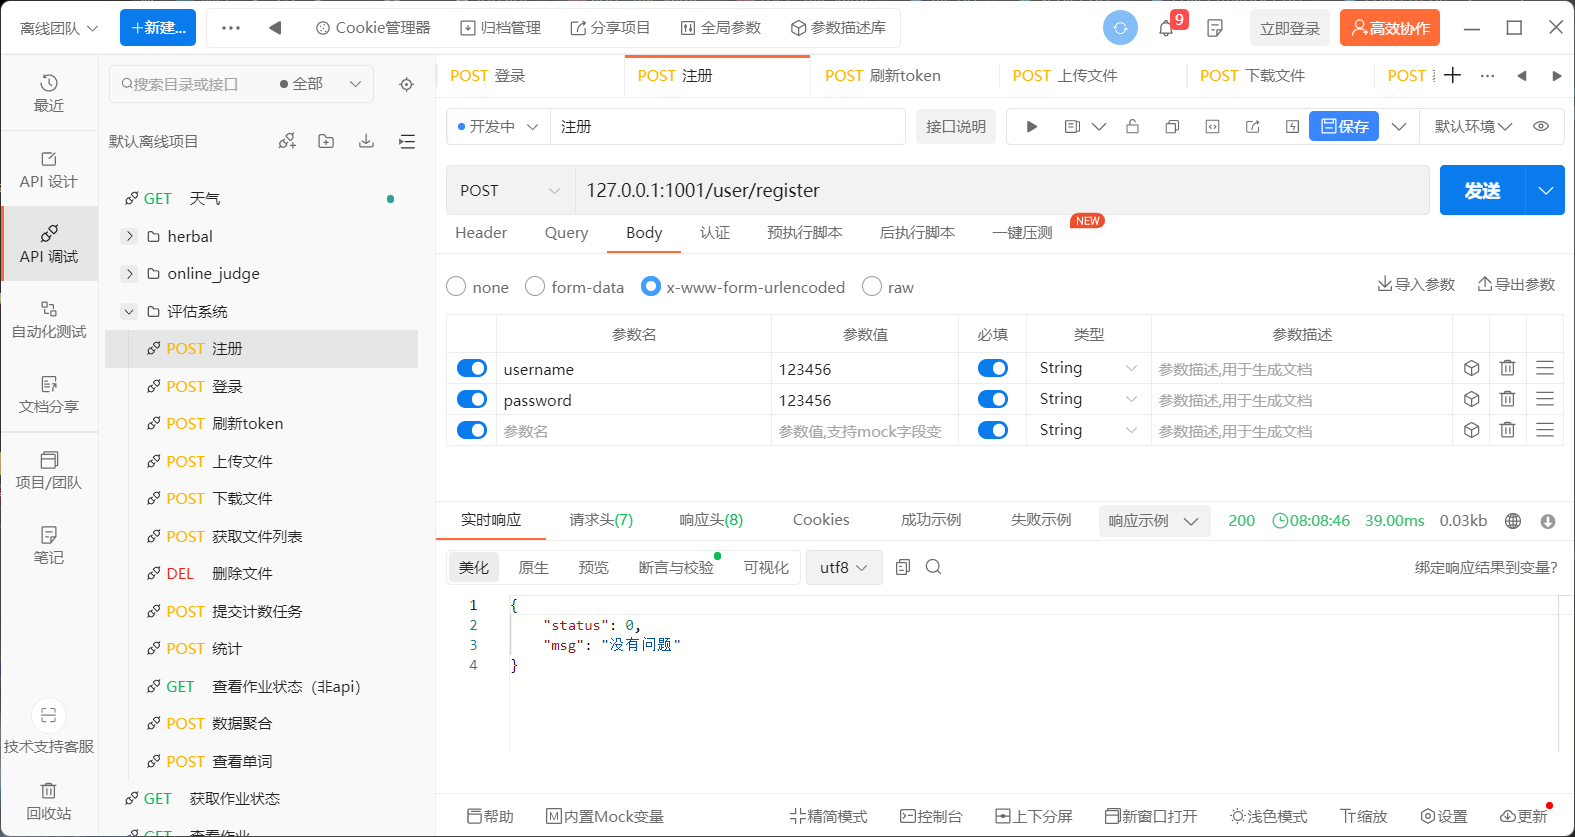 离线团队
+新建...
Cookie管理器
归档管理
分享项目
全局参数
参数描述库
9
立即登录
高效协作
最近
API 设计
API 调试
自动化测试
文档分享
项目/团队
笔记
技术支持客服
回收站
搜索目录或接口
全部
默认离线项目
GET 天气
herbal
online_judge
评估系统
POST 注册
POST 登录
POST 刷新token
POST 上传文件
POST 下载文件
POST 获取文件列表
DEL 删除文件
POST 提交计数任务
POST 统计
GET 查看作业状态（非api）
POST 数据聚合
POST 查看单词
GET 获取作业状态
GET 查看作业
POST 登录
POST 注册
POST 刷新token
POST 上传文件
POST 下载文件
POST
开发中
注册
接口说明
保存
默认环境
POST
127.0.0.1:1001/user/register
发送
Header
Query
Body
认证
预执行脚本
后执行脚本
一键压测
NEW
none
form-data
x-www-form-urlencoded
raw
导入参数
导出参数
参数名 参数值 必填 类型 参数描述
username 123456 String 参数描述,用于生成文档
password 123456 String 参数描述,用于生成文档
参数名 参数值,支持mock字段变 String 参数描述,用于生成文档
实时响应
请求头(7)
响应头(8)
Cookies
成功示例
失败示例
响应示例
200
08:08:46
39.00ms
0.03kb
美化
原生
预览
断言与校验
可视化
utf8
绑定响应结果到变量?
1 {
2 "status": 0,
3 "msg": "没有问题"
4 }
帮助
内置Mock变量
精简模式
控制台
上下分屏
新窗口打开
浅色模式
缩放
设置
更新